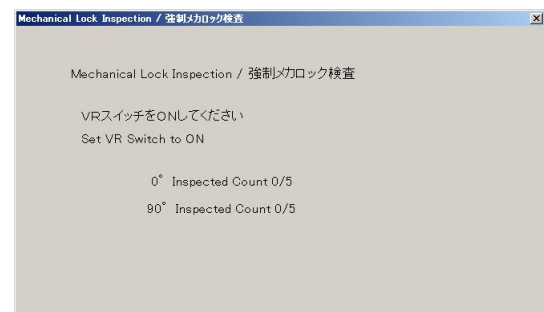 Mechanical Lock Inspection / 強制メカロック検査
Mechanical Lock Inspection / 強制メカロック検査
VRスイッチをONしてください
Set VR Switch to ON
0° Inspected Count 0/5
90° Inspected Count 0/5